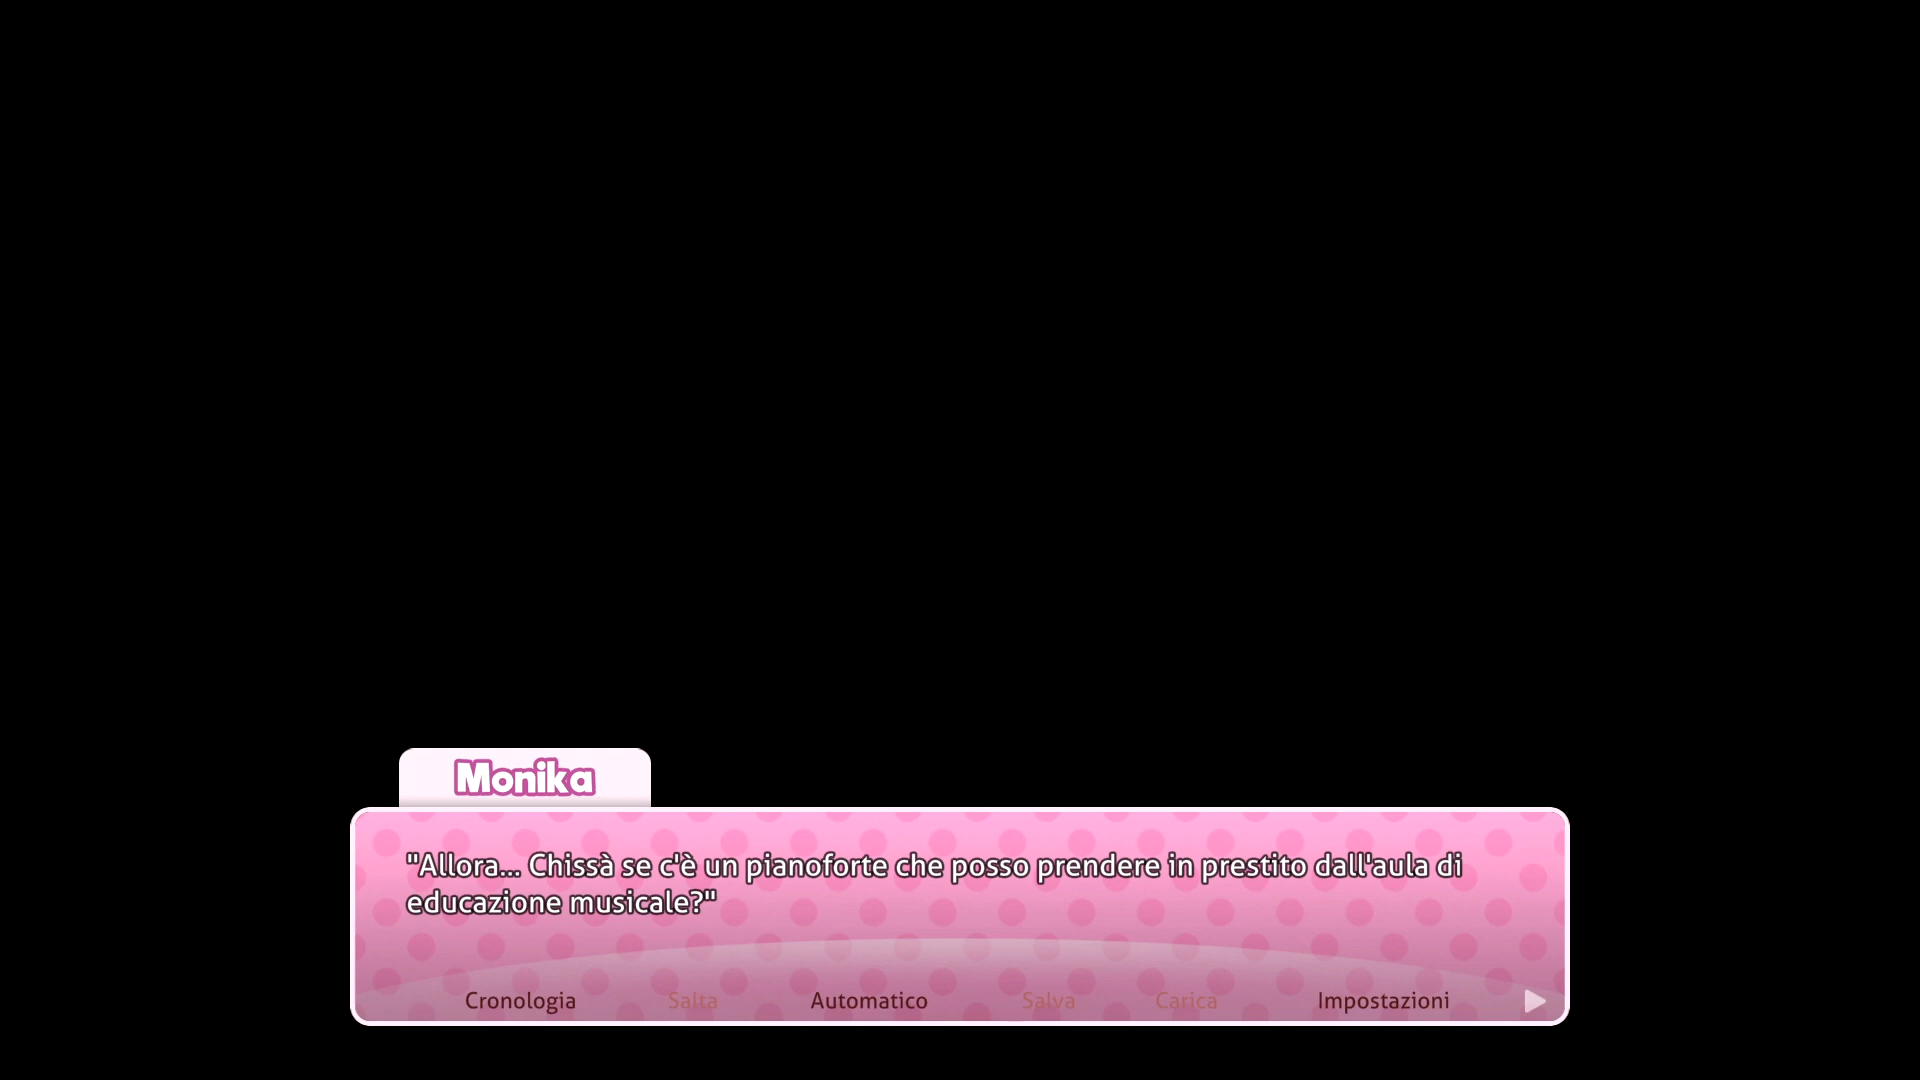 Monika
"Allora... Chissà se c'è un pianoforte che posso prendere in prestito dall'aula di
educazione musicale?"
Cronologia Salta Automatico Salva Carica Impostazioni